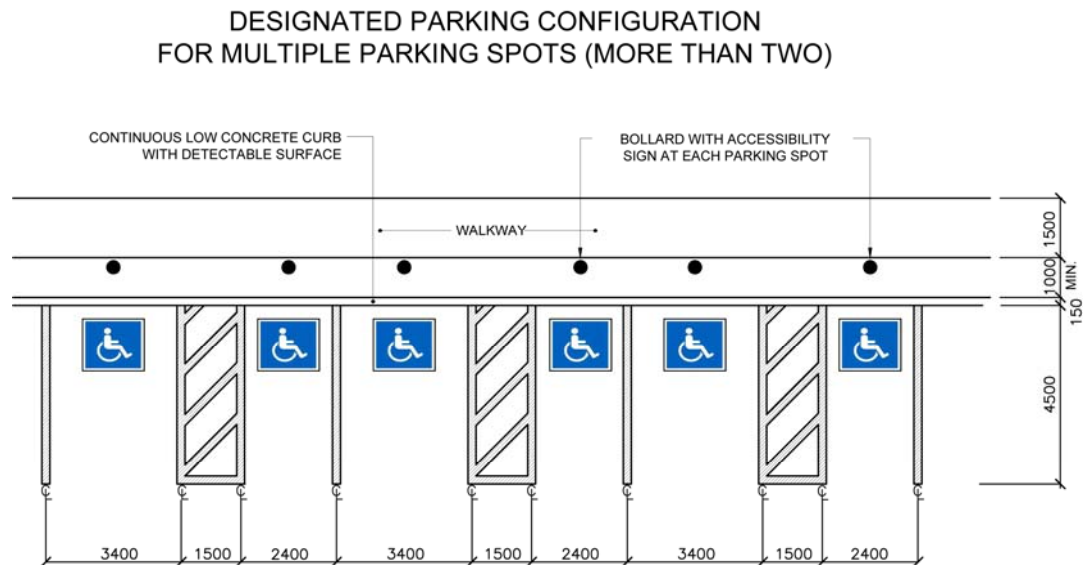 DESIGNATED PARKING CONFIGURATION
FOR MULTIPLE PARKING SPOTS (MORE THAN TWO)
CONTINUOUS LOW CONCRETE CURB
WITH DETECTABLE SURFACE
BOLLARD WITH ACCESSIBILITY
SIGN AT EACH PARKING SPOT
WALKWAY
1500
1000 MIN.
150
4500
℄ ℄ ℄ ℄ ℄ ℄ ℄ ℄ ℄ ℄
3400 1500 2400 3400 1500 2400 3400 1500 2400